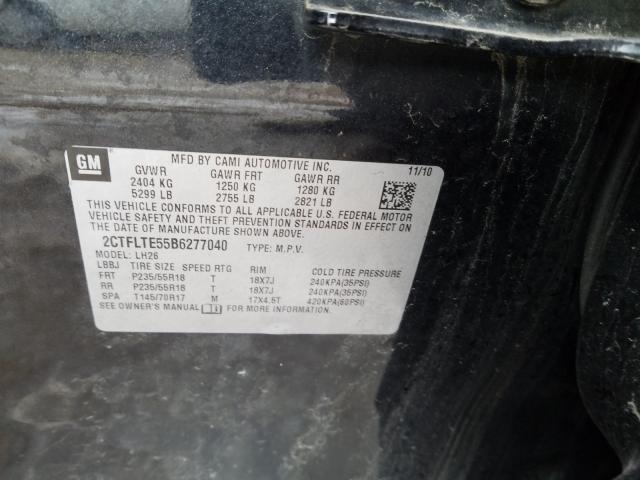 GM
MFD BY CAMI AUTOMOTIVE INC. 11/10
GVWR GAWR FRT GAWR RR
2404 KG 1250 KG 1280 KG
5299 LB 2755 LB 2821 LB
THIS VEHICLE CONFORMS TO ALL APPLICABLE U.S. FEDERAL MOTOR
VEHICLE SAFETY AND THEFT PREVENTION STANDARDS IN EFFECT ON
THE DATE OF MANUFACTURE SHOWN ABOVE.
2CTFLTE55B6277040 TYPE: M.P.V.
MODEL: LH26
LBBJ TIRE SIZE SPEED RTG RIM COLD TIRE PRESSURE
FRT P235/55R18 T 18X7J 240KPA(35PSI)
RR P235/55R18 T 18X7J 240KPA(35PSI)
SPA T145/70R17 M 17X4.5T 420KPA(60PSI)
SEE OWNER'S MANUAL FOR MORE INFORMATION.